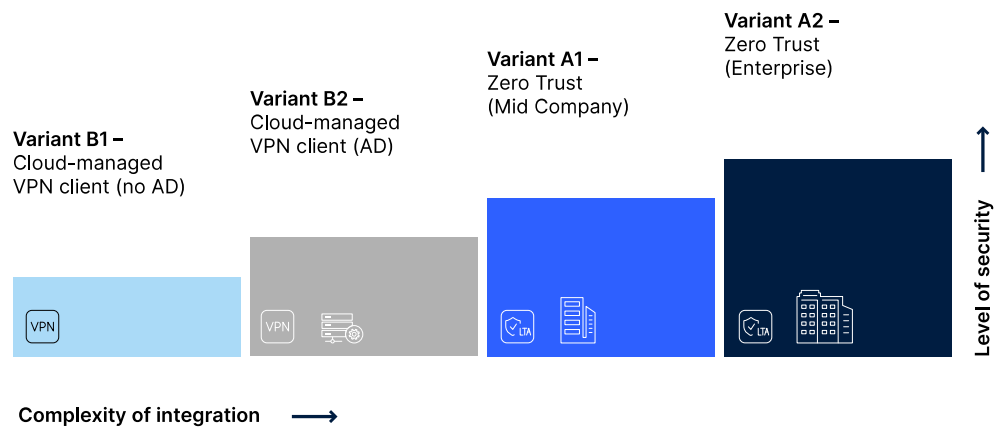 Variant B1 –
Cloud-managed
VPN client (no AD)
Variant B2 –
Cloud-managed
VPN client (AD)
Variant A1 –
Zero Trust
(Mid Company)
Variant A2 –
Zero Trust
(Enterprise)
VPN
VPN
LTA
LTA
Level of security
Complexity of integration